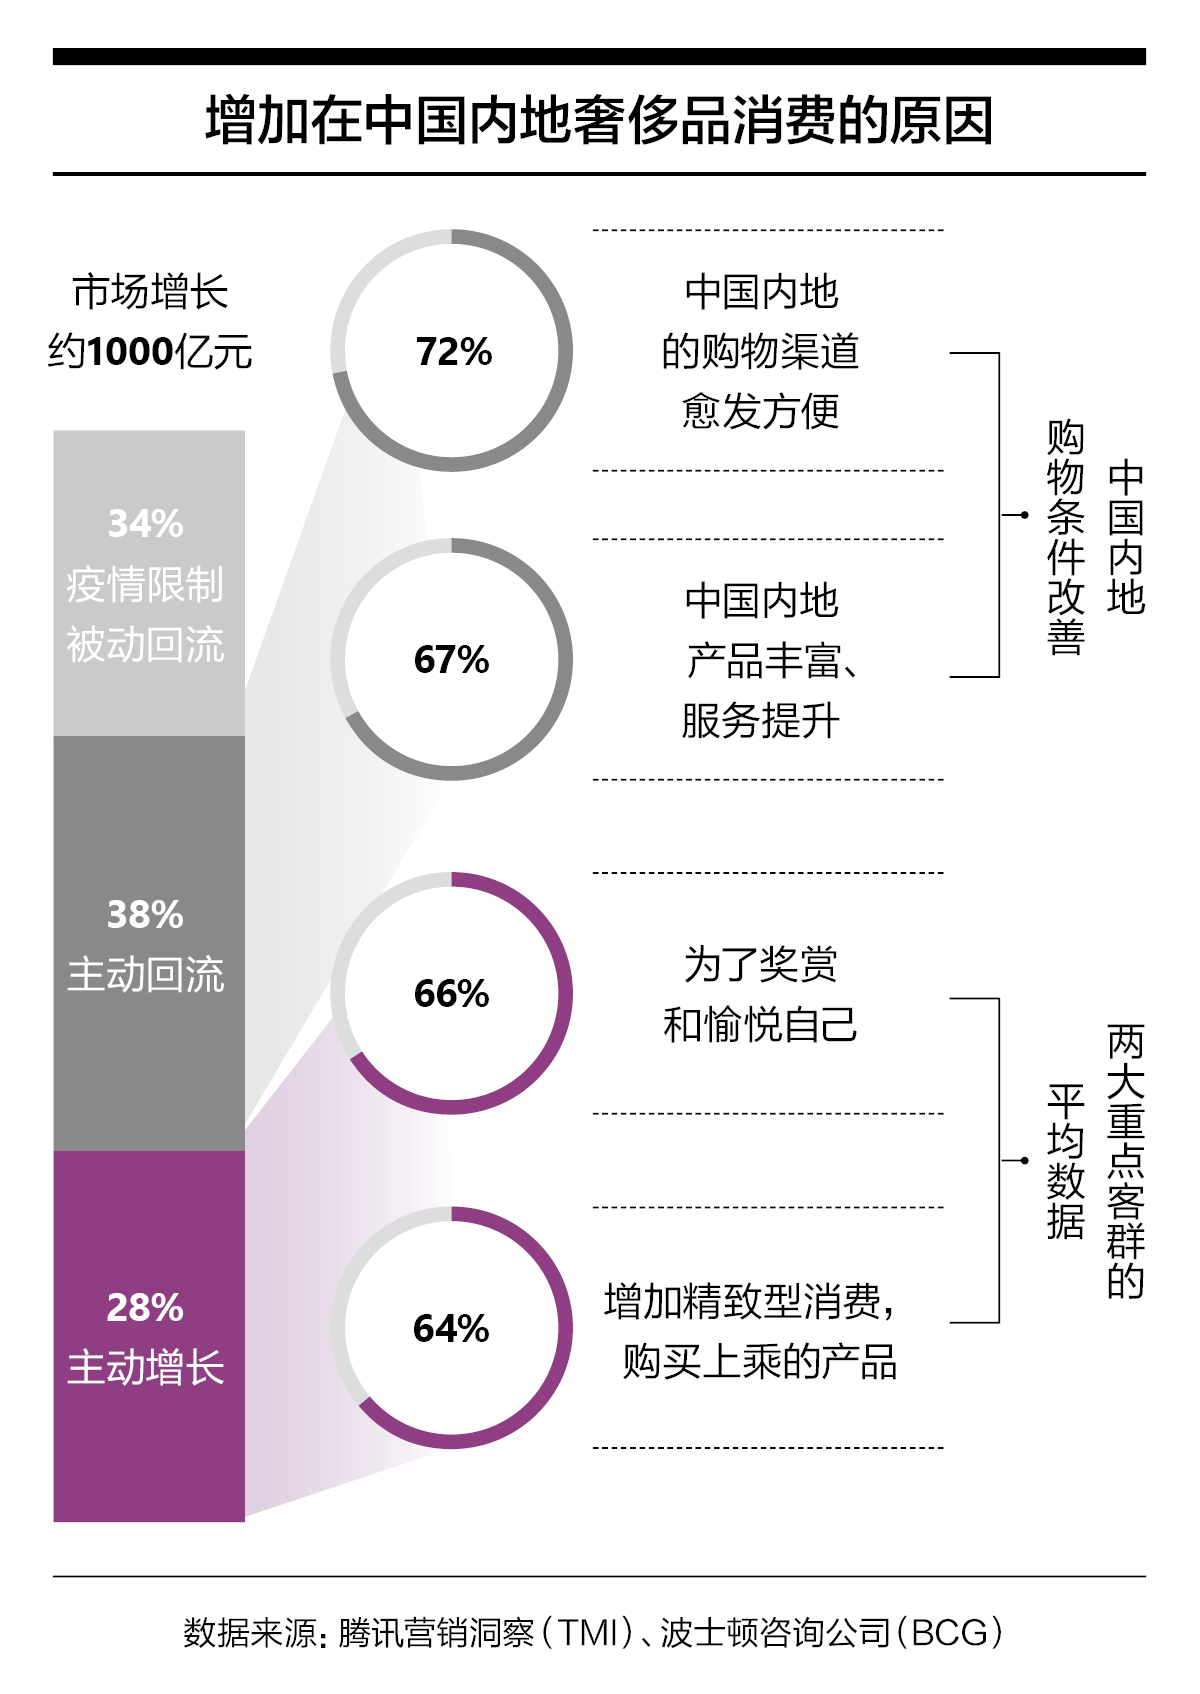 增加在中国内地奢侈品消费的原因
市场增长
约1000亿元
34%
疫情限制
被动回流
38%
主动回流
28%
主动增长
72%
中国内地
的购物渠道
愈发方便
67%
中国内地
产品丰富、
服务提升
中国内地
购物条件改善
66%
为了奖赏
和愉悦自己
64%
增加精致型消费，
购买上乘的产品
两大重点客群的
平均数据
数据来源：腾讯营销洞察（TMI）、波士顿咨询公司（BCG）